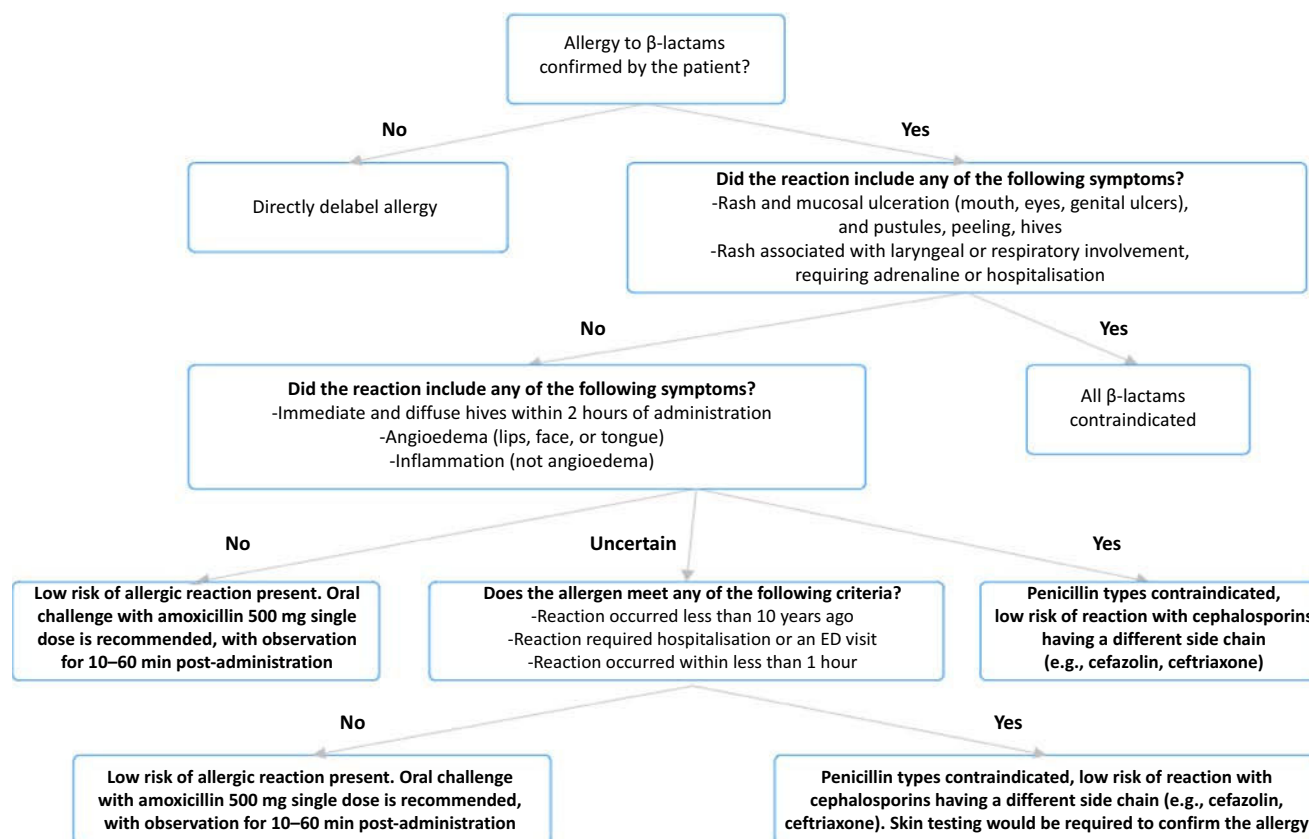 Allergy to β-lactams
confirmed by the patient?
No
Yes
Directly delabel allergy
Did the reaction include any of the following symptoms?
-Rash and mucosal ulceration (mouth, eyes, genital ulcers),
and pustules, peeling, hives
-Rash associated with laryngeal or respiratory involvement,
requiring adrenaline or hospitalisation
No
Yes
Did the reaction include any of the following symptoms?
-Immediate and diffuse hives within 2 hours of administration
-Angioedema (lips, face, or tongue)
-Inflammation (not angioedema)
All β-lactams
contraindicated
No
Uncertain
Yes
Low risk of allergic reaction present. Oral
challenge with amoxicillin 500 mg single
dose is recommended, with observation
for 10–60 min post-administration
Does the allergen meet any of the following criteria?
-Reaction occurred less than 10 years ago
-Reaction required hospitalisation or an ED visit
-Reaction occurred within less than 1 hour
Penicillin types contraindicated,
low risk of reaction with cephalosporins
having a different side chain
(e.g., cefazolin, ceftriaxone)
No
Yes
Low risk of allergic reaction present. Oral challenge
with amoxicillin 500 mg single dose is recommended,
with observation for 10–60 min post-administration
Penicillin types contraindicated, low risk of reaction with
cephalosporins having a different side chain (e.g., cefazolin,
ceftriaxone). Skin testing would be required to confirm the allergy